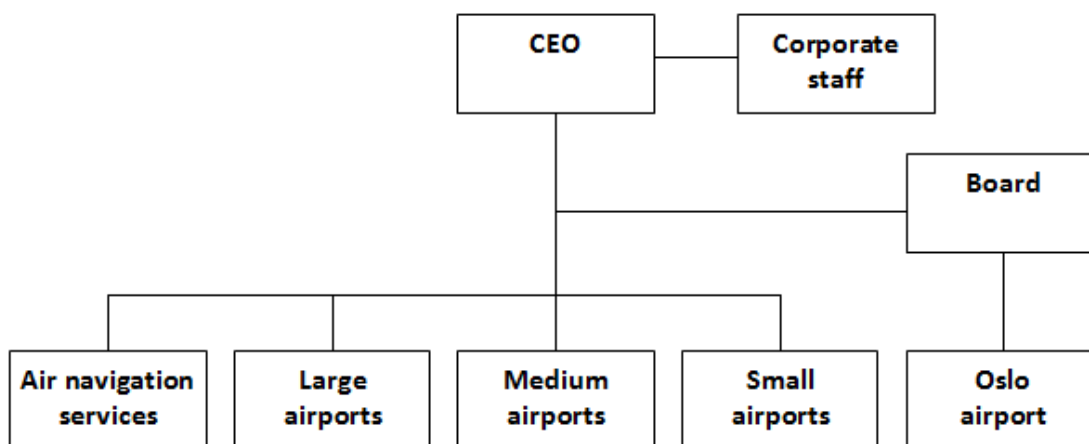 CEO
Corporate
staff
Board
Air navigation
services
Large
airports
Medium
airports
Small
airports
Oslo
airport